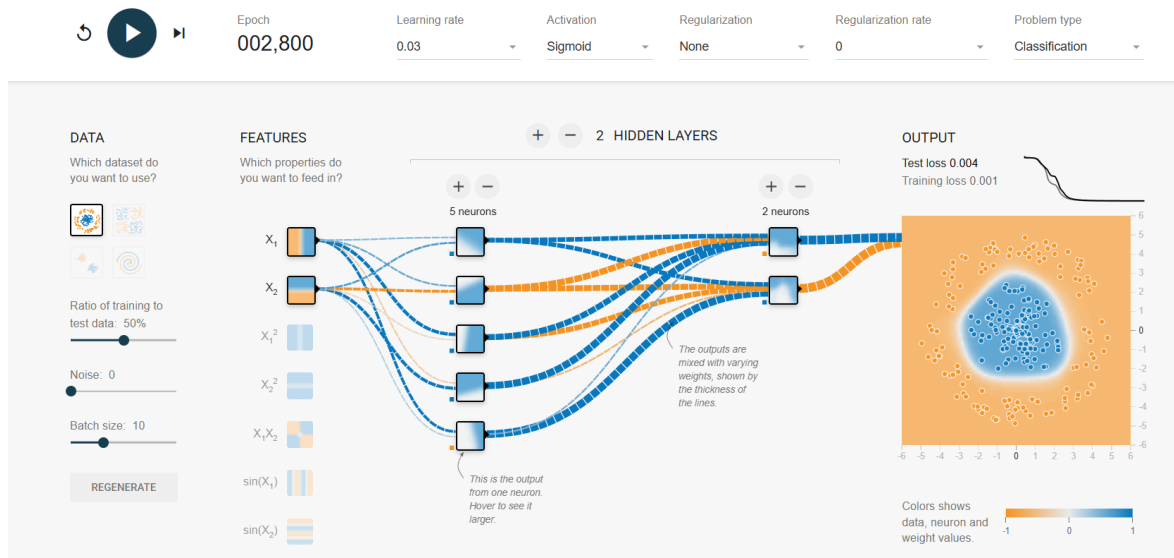 Epoch
002,800
Learning rate
0.03
Activation
Sigmoid
Regularization
None
Regularization rate
0
Problem type
Classification
DATA
Which dataset do
you want to use?
Ratio of training to
test data: 50%
Noise: 0
Batch size: 10
REGENERATE
FEATURES
Which properties do
you want to feed in?
X₁
X₂
X₁²
X₂²
X₁X₂
sin(X₁)
sin(X₂)
+ − 2 HIDDEN LAYERS
+ −
5 neurons
+ −
2 neurons
This is the output
from one neuron.
Hover to see it
larger.
The outputs are
mixed with varying
weights, shown by
the thickness of
the lines.
OUTPUT
Test loss 0.004
Training loss 0.001
6
5
4
3
2
1
0
-1
-2
-3
-4
-5
-6
-6 -5 -4 -3 -2 -1 0 1 2 3 4 5 6
Colors shows
data, neuron and
weight values.
-1 0 1